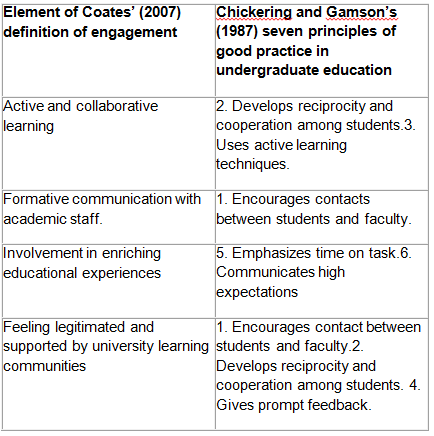 Element of Coates' (2007)
definition of engagement
Chickering and Gamson's
(1987) seven principles of
good practice in
undergraduate education
Active and collaborative
learning
2. Develops reciprocity and
cooperation among students.3.
Uses active learning
techniques.
Formative communication with
academic staff.
1. Encourages contacts
between students and faculty.
Involvement in enriching
educational experiences
5. Emphasizes time on task.6.
Communicates high
expectations
Feeling legitimated and
supported by university learning
communities
1. Encourages contact between
students and faculty.2.
Develops reciprocity and
cooperation among students. 4.
Gives prompt feedback.